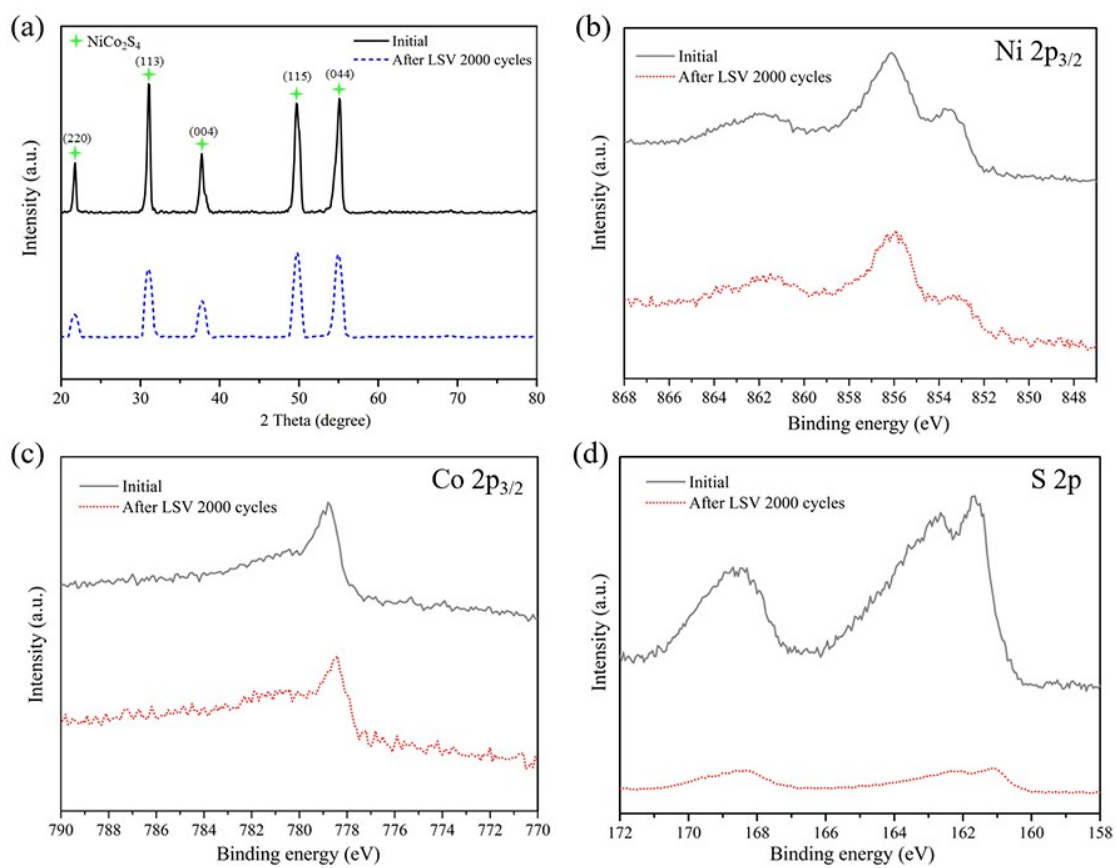 (a)
NiCo₂S₄
Initial
After LSV 2000 cycles
(220)
(113)
(004)
(115)
(044)
Intensity (a.u.)
20 30 40 50 60 70 80
2 Theta (degree)
(b)
Initial
After LSV 2000 cycles
Ni 2p₃/₂
Intensity (a.u.)
868 866 864 862 860 858 856 854 852 850 848
Binding energy (eV)
(c)
Initial
After LSV 2000 cycles
Co 2p₃/₂
Intensity (a.u.)
790 788 786 784 782 780 778 776 774 772 770
Binding energy (eV)
(d)
Initial
After LSV 2000 cycles
S 2p
Intensity (a.u.)
172 170 168 166 164 162 160 158
Binding energy (eV)